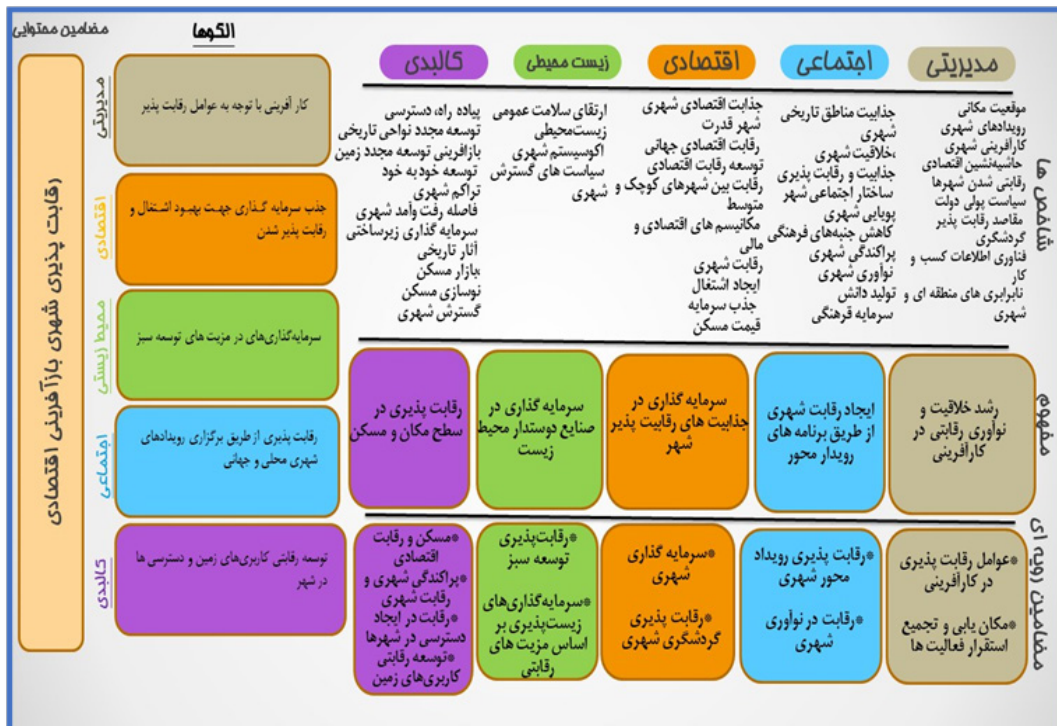 مدیریتی
اجتماعی
اقتصادی
زیست محیطی
کالبدی
الگوها
مضامین محتوایی
شاخص ها
موقعیت مکانی
رویدادهای شهری
کارآفرینی شهری
حاشیه‌نشین اقتصادی
رقابتی شدن شهرها
سیاست پولی دولت
مقاصد رقابت پذیر
گردشگری
فناوری اطلاعات کسب و
کار
نابرابری های منطقه ای و
شهری
جذابیت مناطق تاریخی
شهری
،خلاقیت شهری
جذابیت و رقابت پذیری
ساختار اجتماعی شهر
پویایی شهری
کاهش جنبه‌های فرهنگی
پراکندگی شهری
نوآوری شهری
تولید دانش
سرمایه فرهنگی
جذابت اقتصادی شهری
شهر قدرت
رقابت اقتصادی جهانی
توسعه رقابت اقتصادی
رقابت بین شهرهای کوچک و
متوسط
مکانیسم های اقتصادی و
مالی
رقابت شهری
ایجاد اشتغال
جذب سرمایه
قیمت مسکن
ارتقای سلامت عمومی
زیست‌محیطی
اکوسیستم شهری
سیاست های گسترش
شهری
پیاده راه، دسترسی
توسعه مجدد نواحی تاریخی
بازآفرینی توسعه مجدد زمین
توسعه خود به خود
تراکم شهری
فاصله رفت وآمد شهری
سرمایه گذاری زیرساختی
آثار تاریخی
،بازار مسکن
نوسازی مسکن
گسترش شهری
مفهوم
رشد خلاقیت و
نوآوری رقابتی در
کارآفرینی
ایجاد رقابت شهری
از طریق برنامه های
رویدار محور
سرمایه گذاری در
جذابیت های رقابیت پذیر
شهر
سرمایه گذاری در
صنایع دوستدار محیط
زیست
رقابت پذیری در
سطح مکان و مسکن
مضامین رویه ای
*عوامل رقابت پذیری
در کارآفرینی
*مکان یابی و تجمیع
استقرار فعالیت ها
*رقابت پذیری رویداد
محور شهری
*رقابت در نوآوری
شهری
*سرمایه گذاری
شهری
*رقابت پذیری
گردشگری شهری
*رقابت‌پذیری
توسعه سبز
*سرمایه‌گذاری‌های
زیست‌پذیری بر
اساس مزیت های
رقابتی
*مسکن و رقابت
اقتصادی
*پراکندگی شهری و
رقابت شهری
*رقابت در ایجاد
دسترسی در شهرها
*توسعه رقابتی
کاربری‌های زمین
مدیریتی
کار آفرینی با توجه به عوامل رقابت پذیر
اقتصادی
جذب سرمایه گذاری جهت بهبود اشتغال و
رقابت پذیر شدن
محیط زیستی
سرمایه‌گذاری‌های در مزیت های توسعه سبز
اجتماعی
رقابت پذیری از طریق برگزاری رویدادهای
شهری محلی و جهانی
کالبدی
توسعه رقابتی کاربری‌های زمین و دسترسی ها
در شهر
رقابت پذیری شهری بازآفرینی اقتصادی